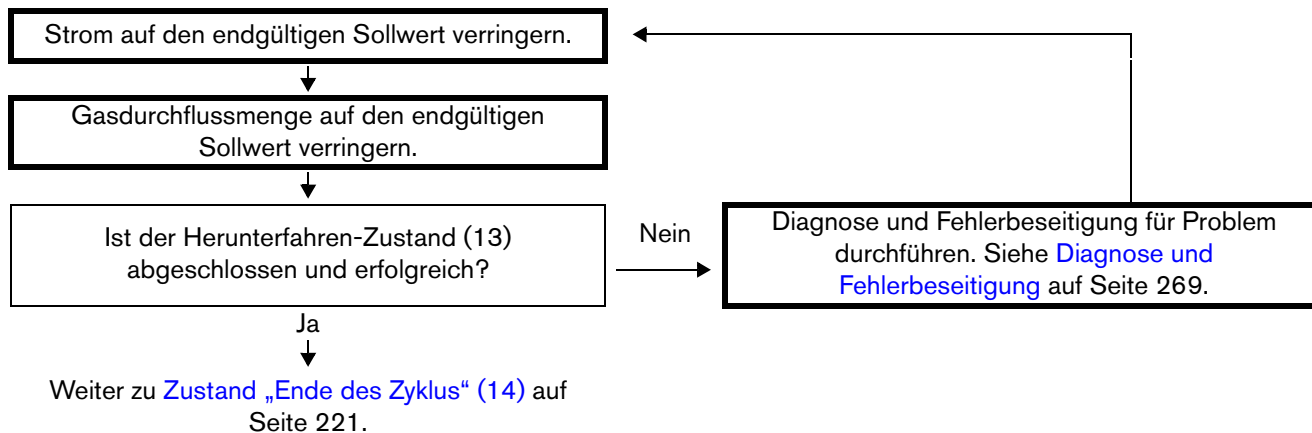 Strom auf den endgültigen Sollwert verringern.
Gasdurchflussmenge auf den endgültigen
Sollwert verringern.
Ist der Herunterfahren-Zustand (13)
abgeschlossen und erfolgreich?
Nein
Diagnose und Fehlerbeseitigung für Problem
durchführen. Siehe Diagnose und
Fehlerbeseitigung auf Seite 269.
Ja
Weiter zu Zustand „Ende des Zyklus“ (14) auf
Seite 221.